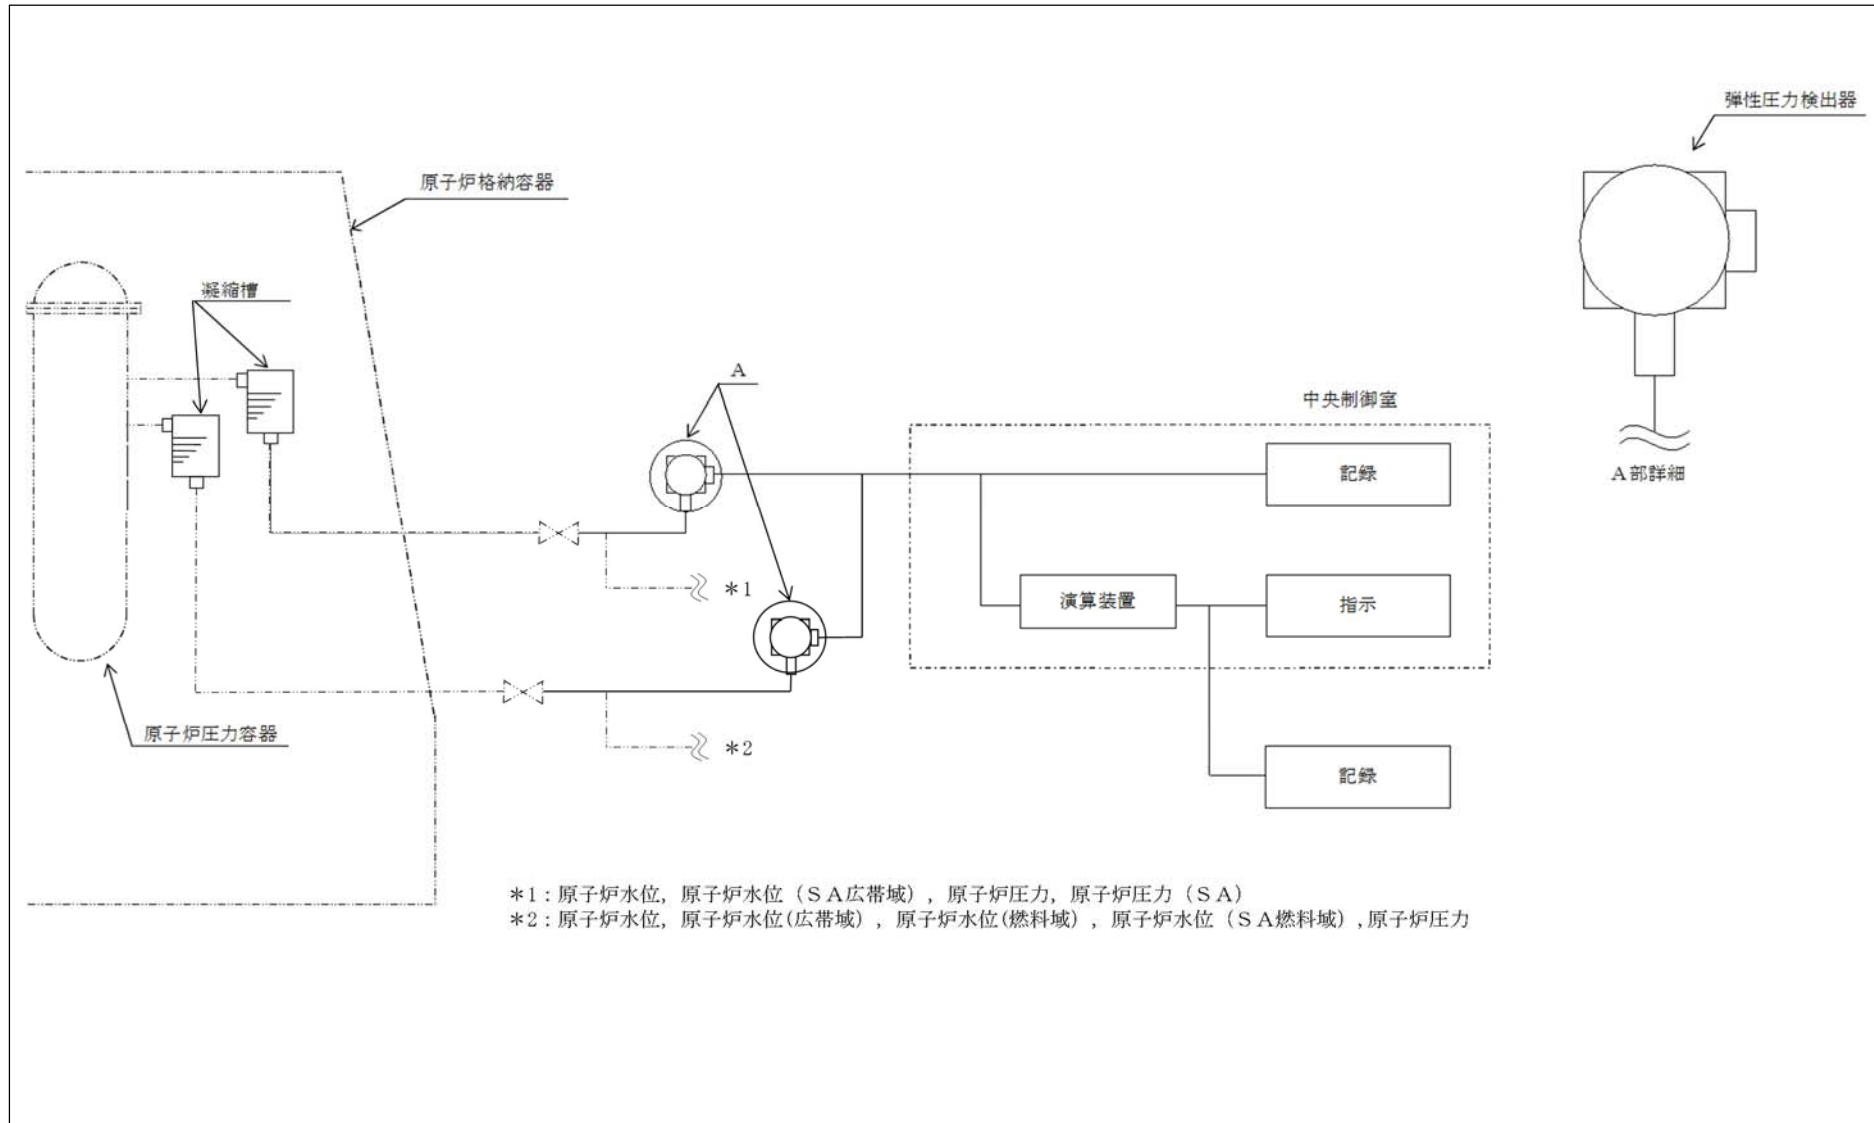 弾性圧力検出器
原子炉格納容器
凝縮槽
A
中央制御室
記録
A部詳細
*1
演算装置
指示
原子炉圧力容器
*2
記録
*1:原子炉水位, 原子炉水位(SA広帯域), 原子炉圧力, 原子炉圧力(SA)
*2:原子炉水位, 原子炉水位(広帯域), 原子炉水位(燃料域), 原子炉水位(SA燃料域), 原子炉圧力